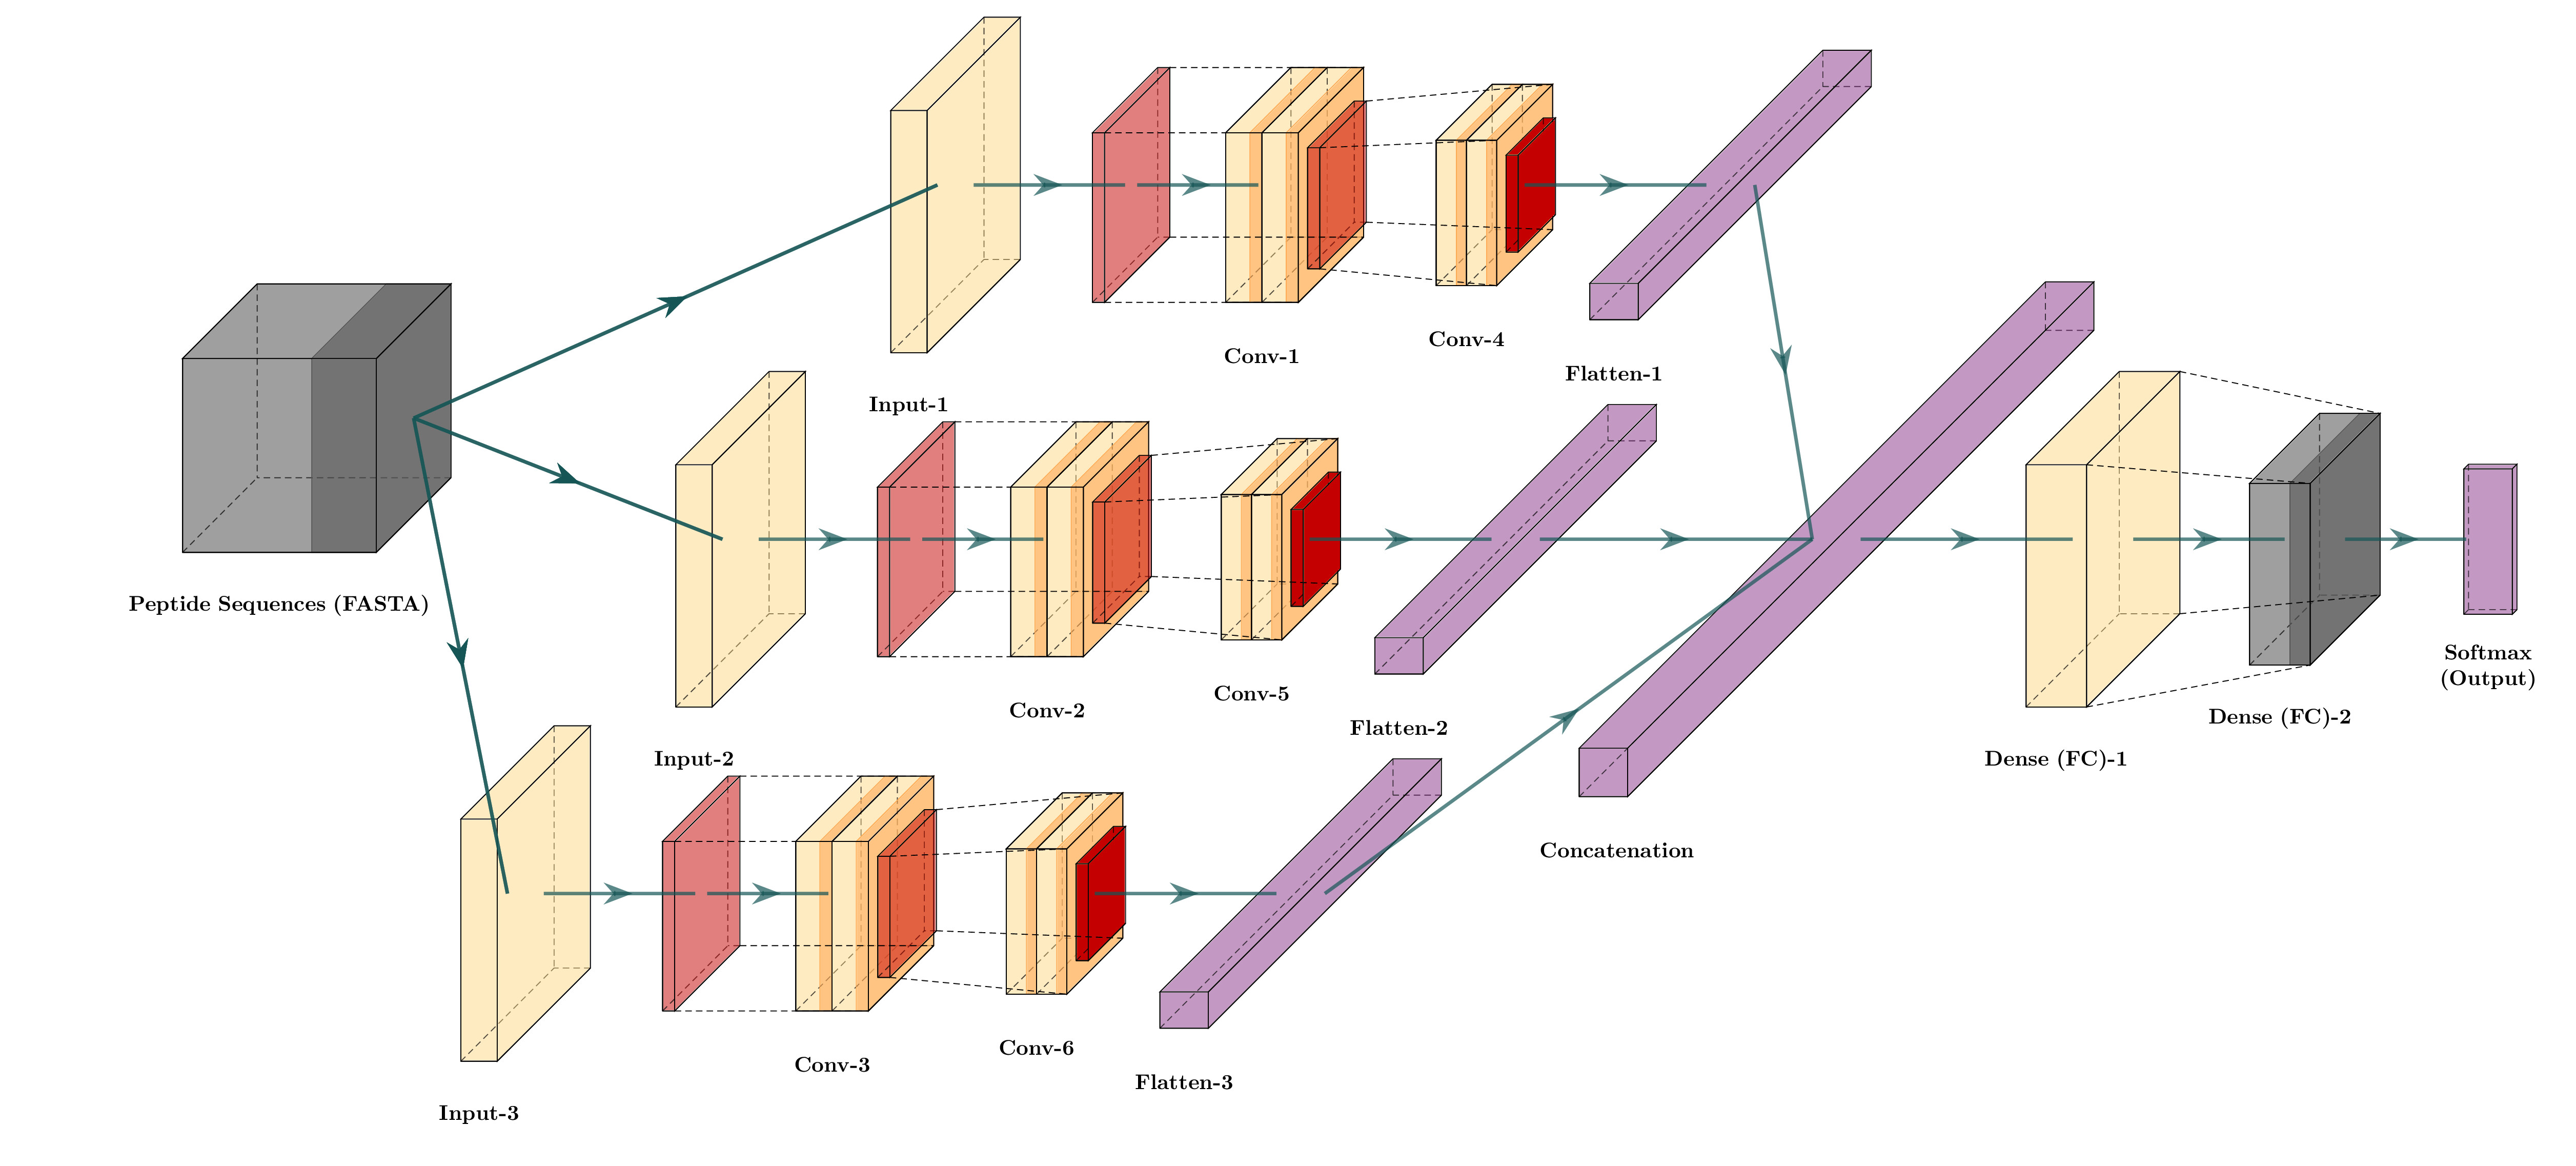 Conv-1
Conv-4
Flatten-1
Input-1
Peptide Sequences (FASTA)
Conv-2
Conv-5
Flatten-2
Input-2
Softmax
(Output)
Dense (FC)-2
Dense (FC)-1
Concatenation
Conv-3
Conv-6
Flatten-3
Input-3